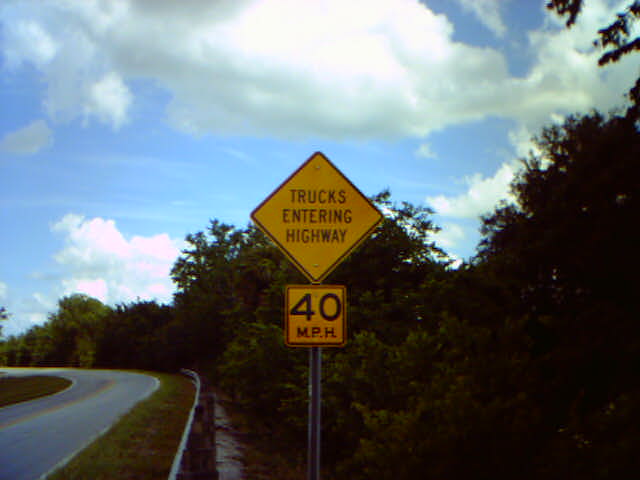 TRUCKS
ENTERING
HIGHWAY
40
M.P.H.